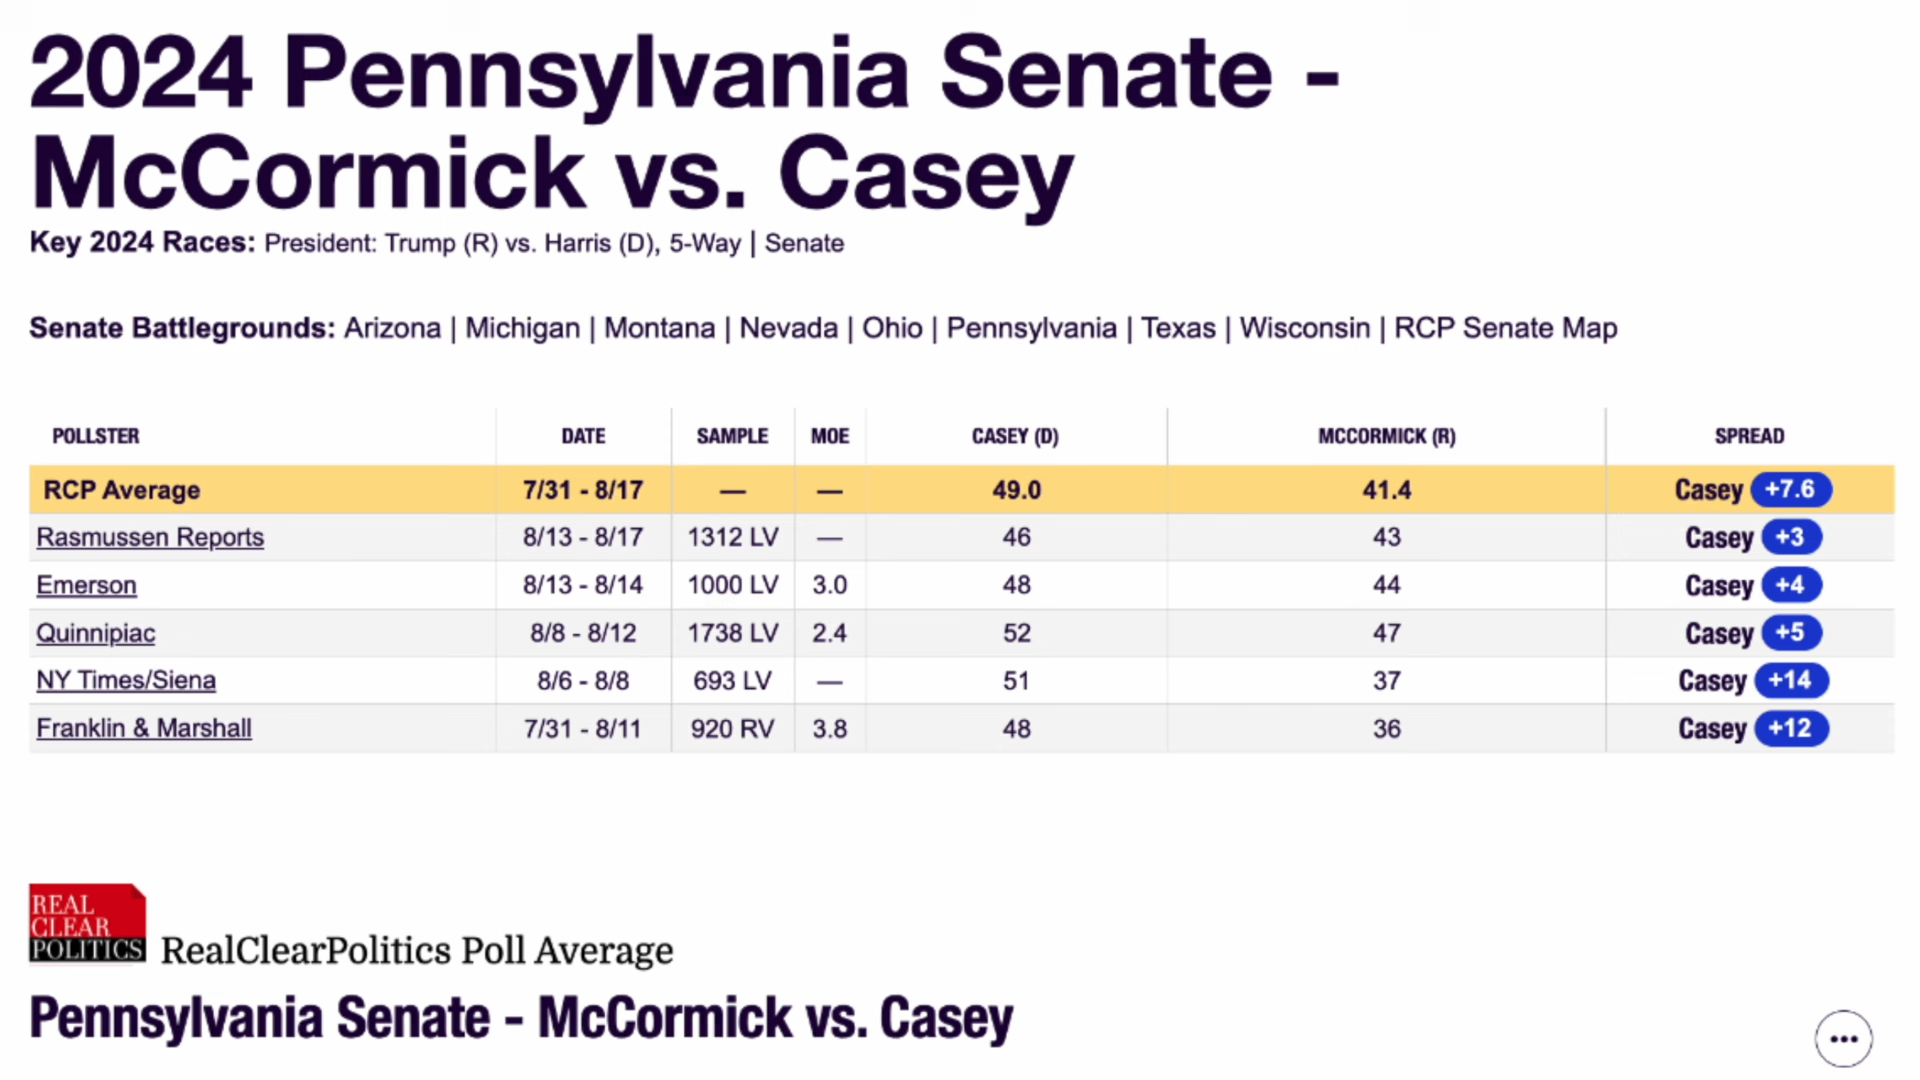 2024 Pennsylvania Senate -
McCormick vs. Casey
Key 2024 Races: President: Trump (R) vs. Harris (D), 5-Way | Senate
Senate Battlegrounds: Arizona | Michigan | Montana | Nevada | Ohio | Pennsylvania | Texas | Wisconsin | RCP Senate Map
POLLSTER DATE SAMPLE MOE CASEY (D) MCCORMICK (R) SPREAD
RCP Average 7/31 - 8/17 — — 49.0 41.4 Casey +7.6
Rasmussen Reports 8/13 - 8/17 1312 LV — 46 43 Casey +3
Emerson 8/13 - 8/14 1000 LV 3.0 48 44 Casey +4
Quinnipiac 8/8 - 8/12 1738 LV 2.4 52 47 Casey +5
NY Times/Siena 8/6 - 8/8 693 LV — 51 37 Casey +14
Franklin & Marshall 7/31 - 8/11 920 RV 3.8 48 36 Casey +12
REAL
CLEAR
POLITICS
RealClearPolitics Poll Average
Pennsylvania Senate - McCormick vs. Casey